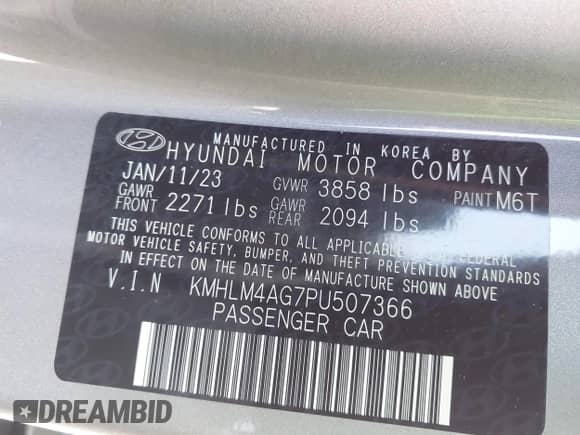 MANUFACTURED IN KOREA BY
HYUNDAI MOTOR COMPANY
JAN/11/23 GVWR 3858 lbs PAINT M6T
GAWR FRONT 2271 lbs GAWR REAR 2094 lbs
THIS VEHICLE CONFORMS TO ALL APPLICABLE U.S. FEDERAL
MOTOR VEHICLE SAFETY, BUMPER, AND THEFT PREVENTION STANDARDS
IN EFFECT ON THE DATE OF MANUFACTURE SHOWN ABOVE
V.I.N KMHLM4AG7PU507366
PASSENGER CAR
DREAMBID